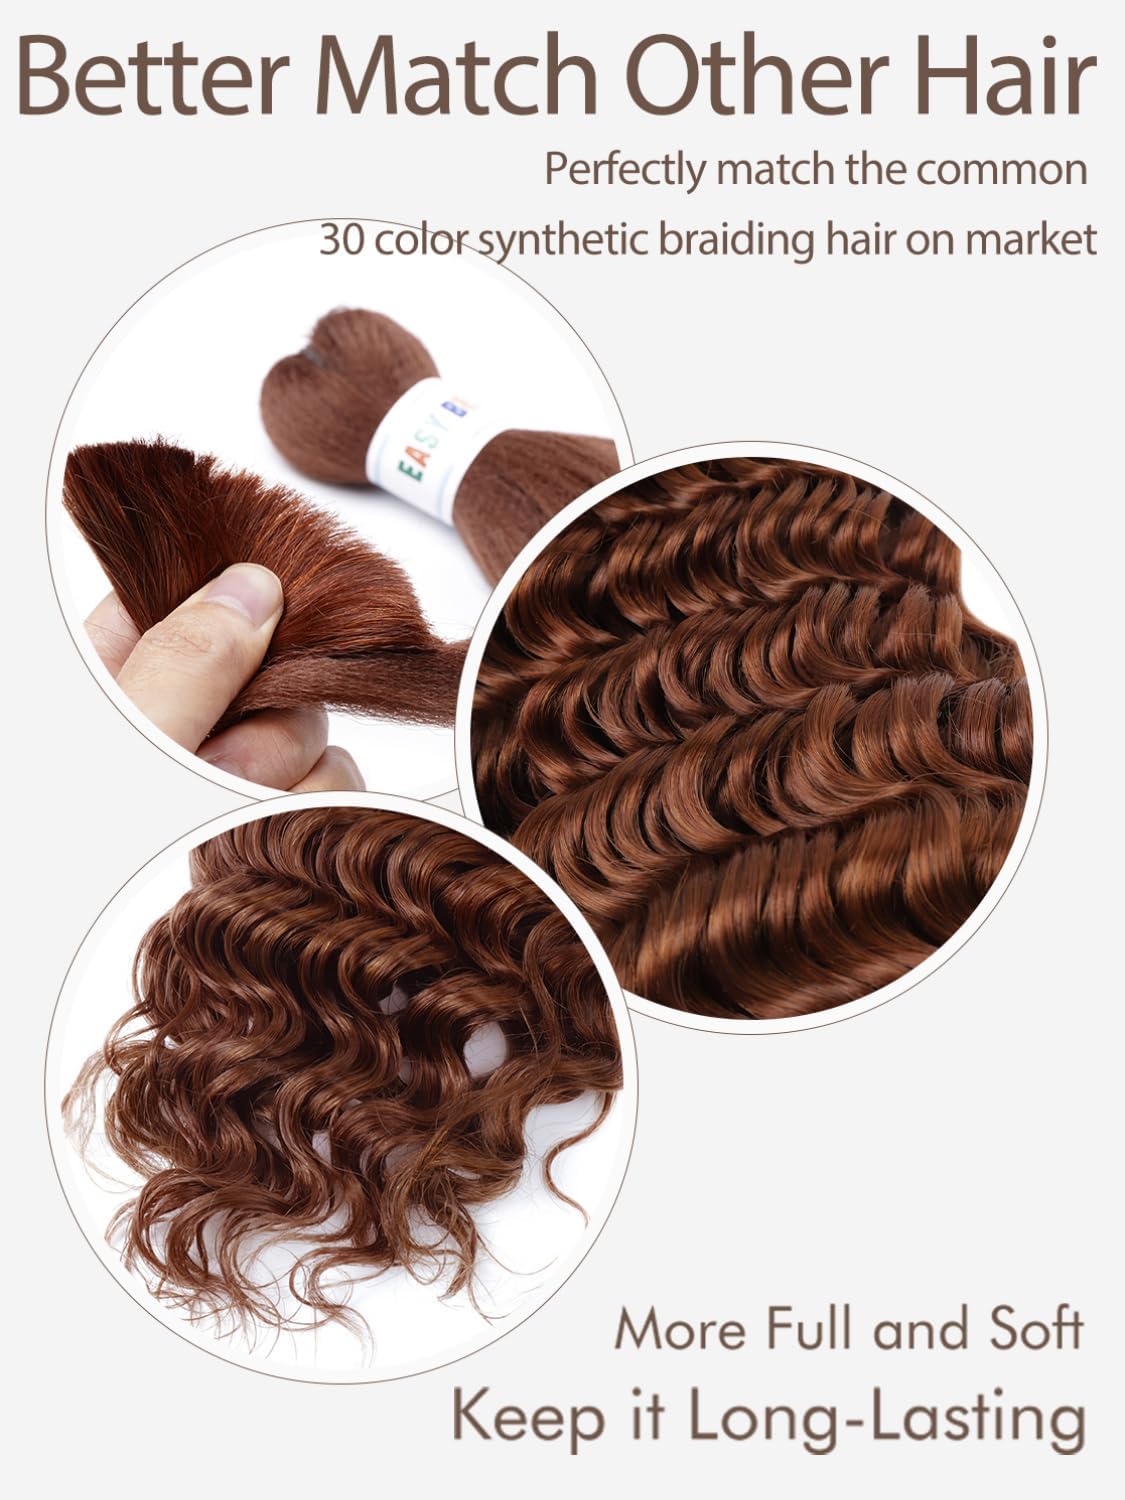 Better Match Other Hair
Perfectly match the common
30 color synthetic braiding hair on market
EASY
More Full and Soft
Keep it Long-Lasting